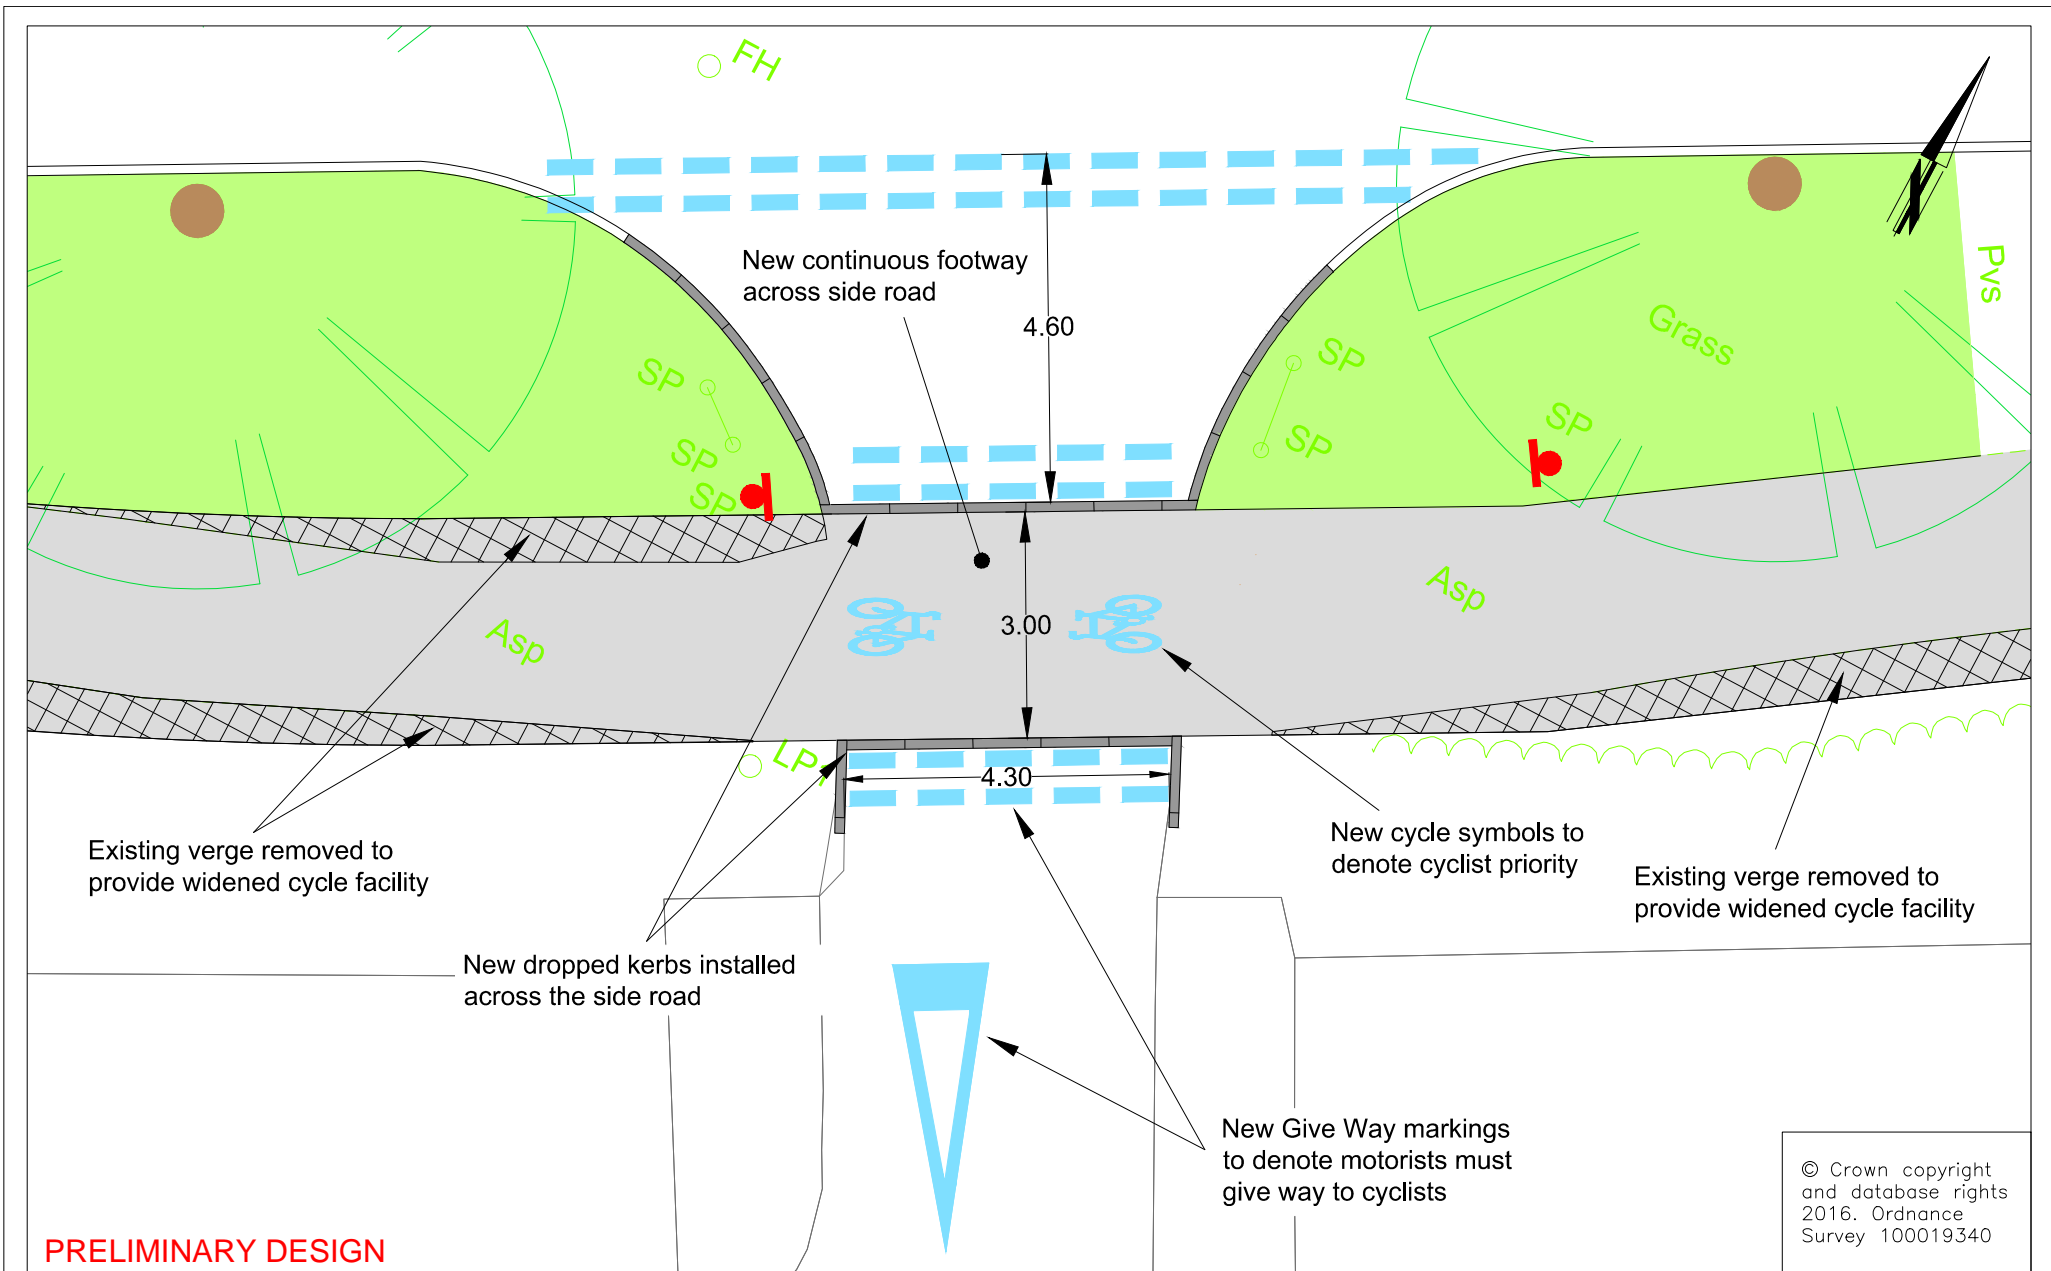 FH
New continuous footway
across side road
4.60
Pvs
Grass
SP
SP
SP
SP
SP
SP
3.00
Asp
Asp
LP1
4.30
Existing verge removed to
provide widened cycle facility
New cycle symbols to
denote cyclist priority
Existing verge removed to
provide widened cycle facility
New dropped kerbs installed
across the side road
New Give Way markings
to denote motorists must
give way to cyclists
© Crown copyright
and database rights
2016. Ordnance
Survey 100019340
PRELIMINARY DESIGN
N